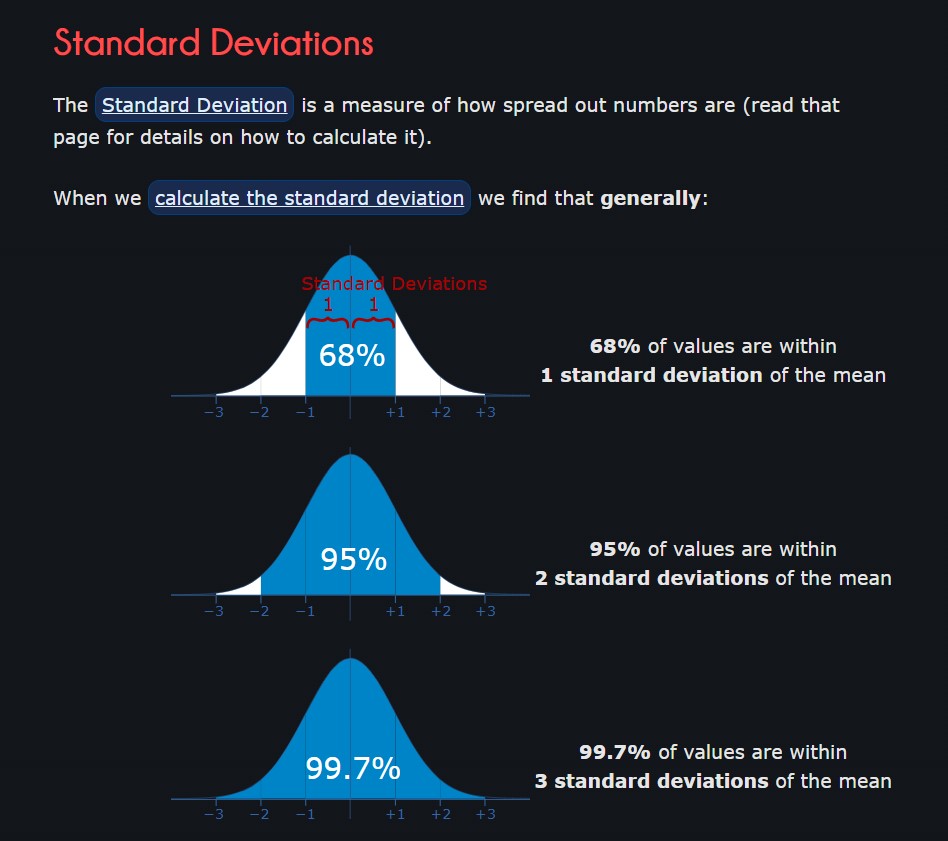 Standard Deviations
The Standard Deviation is a measure of how spread out numbers are (read that
page for details on how to calculate it).
When we calculate the standard deviation we find that generally:
Standard Deviations
1 1
68%
−3 −2 −1 +1 +2 +3
68% of values are within
1 standard deviation of the mean
95%
−3 −2 −1 +1 +2 +3
95% of values are within
2 standard deviations of the mean
99.7%
−3 −2 −1 +1 +2 +3
99.7% of values are within
3 standard deviations of the mean